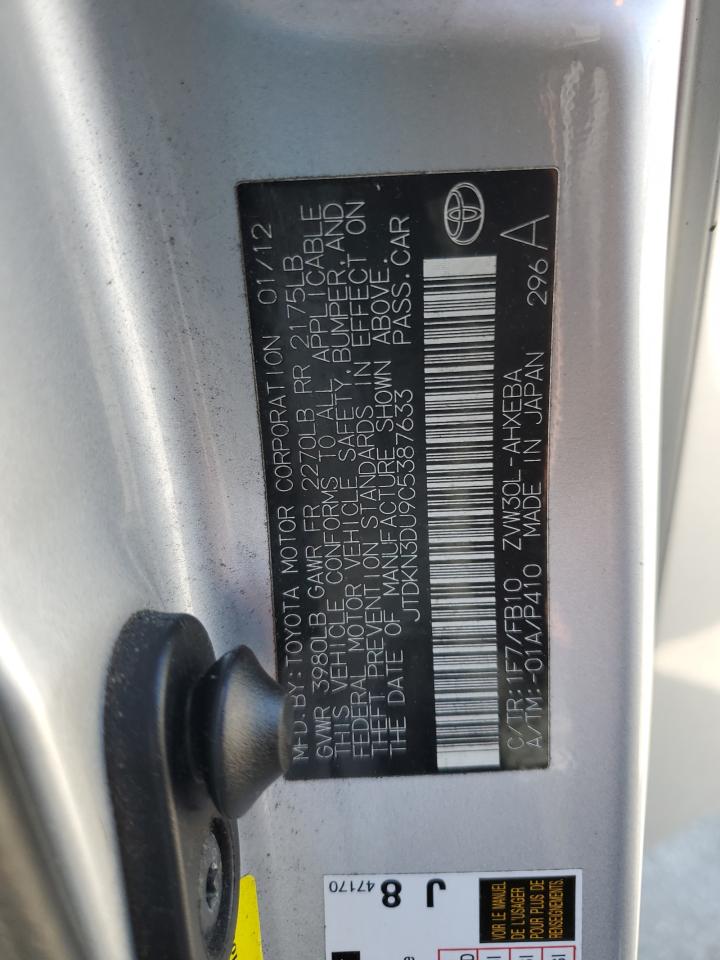 MFD.BY:TOYOTA MOTOR CORPORATION 01/12
GVWR 3980LB GAWR FR 2270LB RR 2175LB
THIS VEHICLE CONFORMS TO ALL APPLICABLE
FEDERAL MOTOR VEHICLE SAFETY,BUMPER,AND
THEFT PREVENTION STANDARDS IN EFFECT ON
THE DATE OF MANUFACTURE SHOWN ABOVE.
JTDKN3DU9C5387633 PASS.CAR
C/TR:1F7/FB10 ZVW30L-AHXEBA
A/TM:-01A/P410 MADE IN JAPAN 296 A
47170
J 8
VOIR LE MANUEL
DE L'USAGER
POUR PLUS DE
RENSEIGNEMENTS.